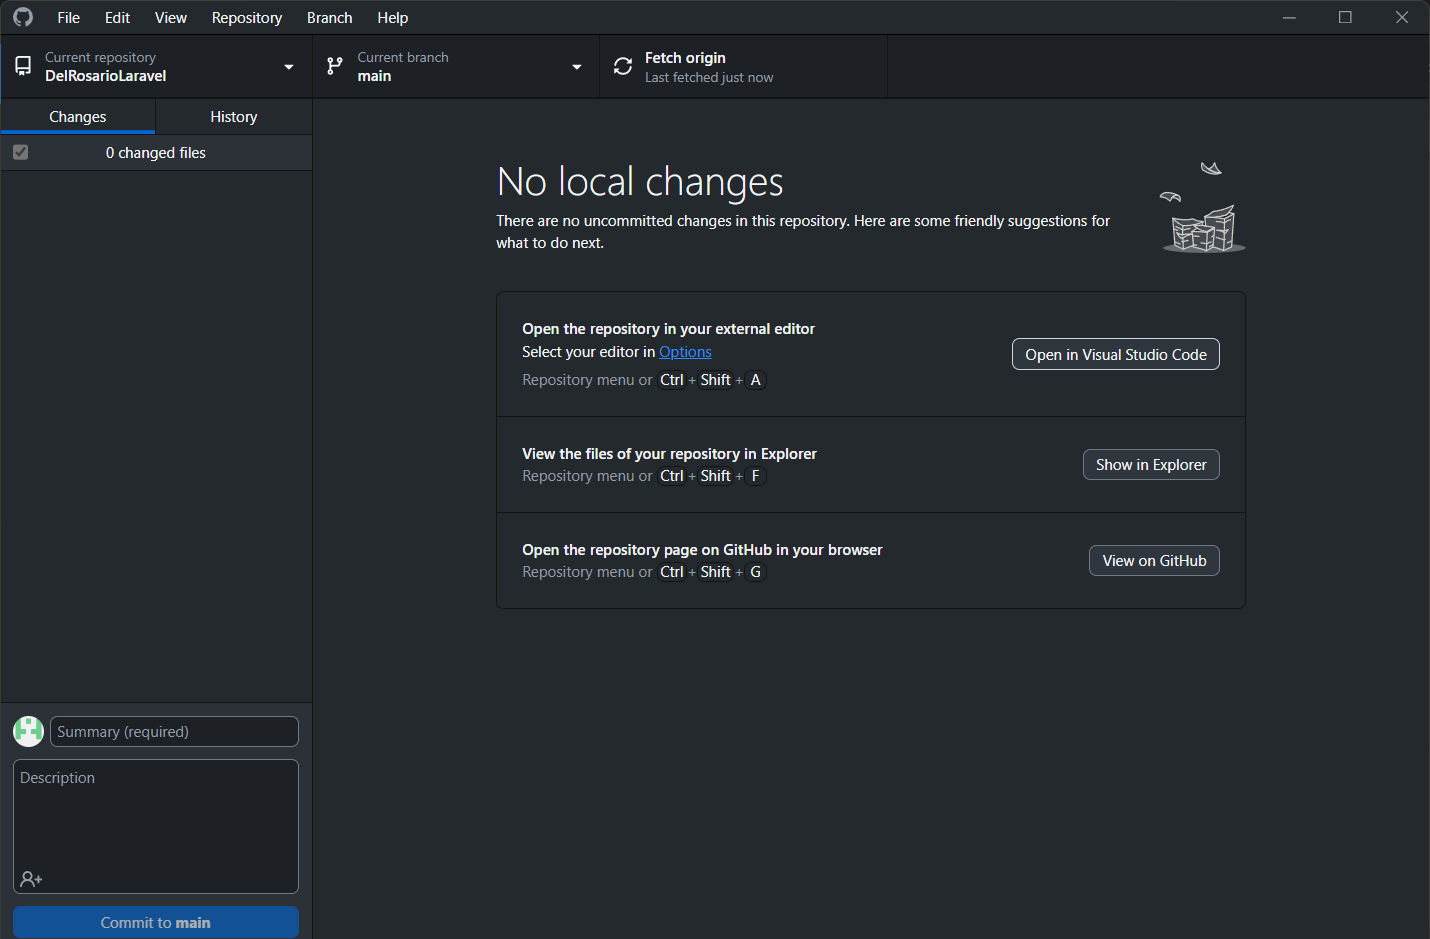 File Edit View Repository Branch Help
Current repository
DelRosarioLaravel
Current branch
main
Fetch origin
Last fetched just now
Changes
History
0 changed files
No local changes
There are no uncommitted changes in this repository. Here are some friendly suggestions for
what to do next.
Open the repository in your external editor
Select your editor in Options
Repository menu or Ctrl + Shift + A
Open in Visual Studio Code
View the files of your repository in Explorer
Repository menu or Ctrl + Shift + F
Show in Explorer
Open the repository page on GitHub in your browser
Repository menu or Ctrl + Shift + G
View on GitHub
Summary (required)
Description
Commit to main